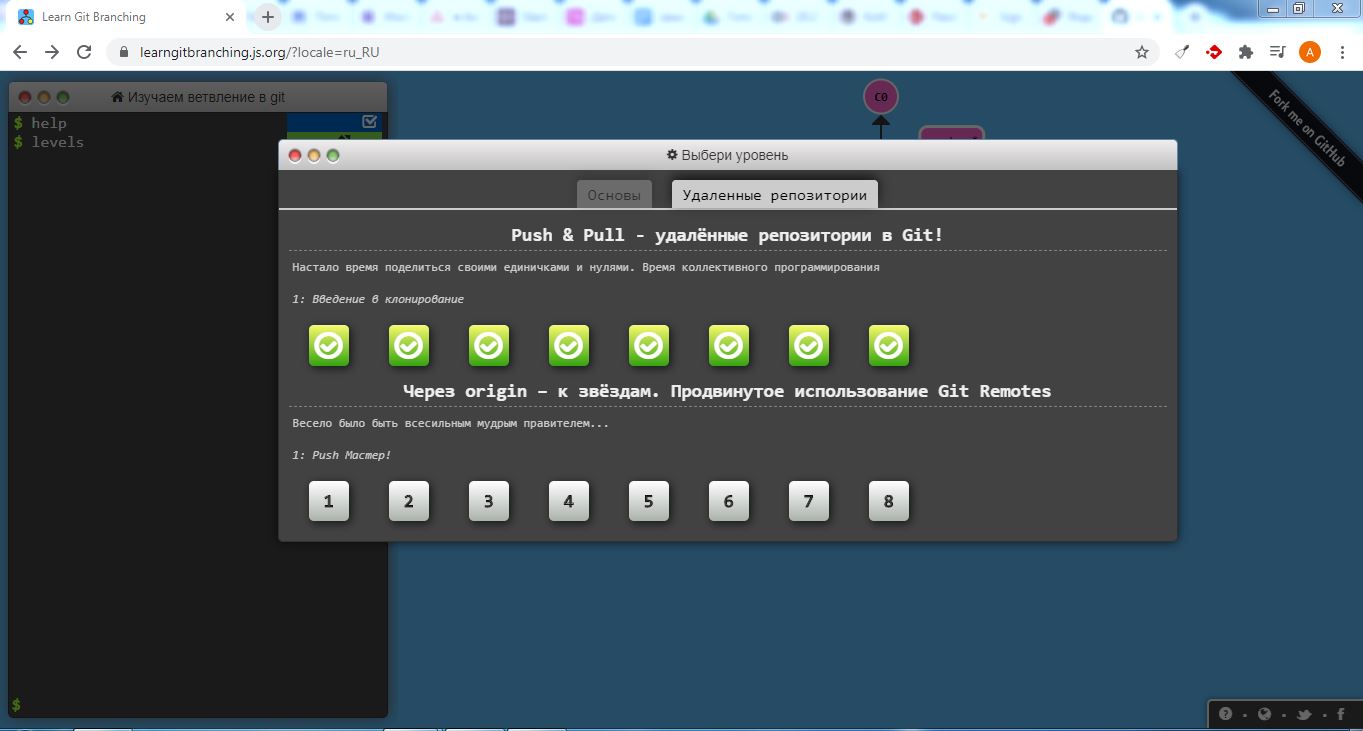 Learn Git Branching
learngitbranching.js.org/?locale=ru_RU
A
Изучаем ветвление в git
$ help
$ levels
C0
Fork me on GitHub
Выбери уровень
Основы
Удаленные репозитории
Push & Pull - удалённые репозитории в Git!
Настало время поделиться своими единичками и нулями. Время коллективного программирования
1: Введение в клонирование
Через origin – к звёздам. Продвинутое использование Git Remotes
Весело было быть всесильным мудрым правителем...
1: Push Мастер!
1 2 3 4 5 6 7 8
$